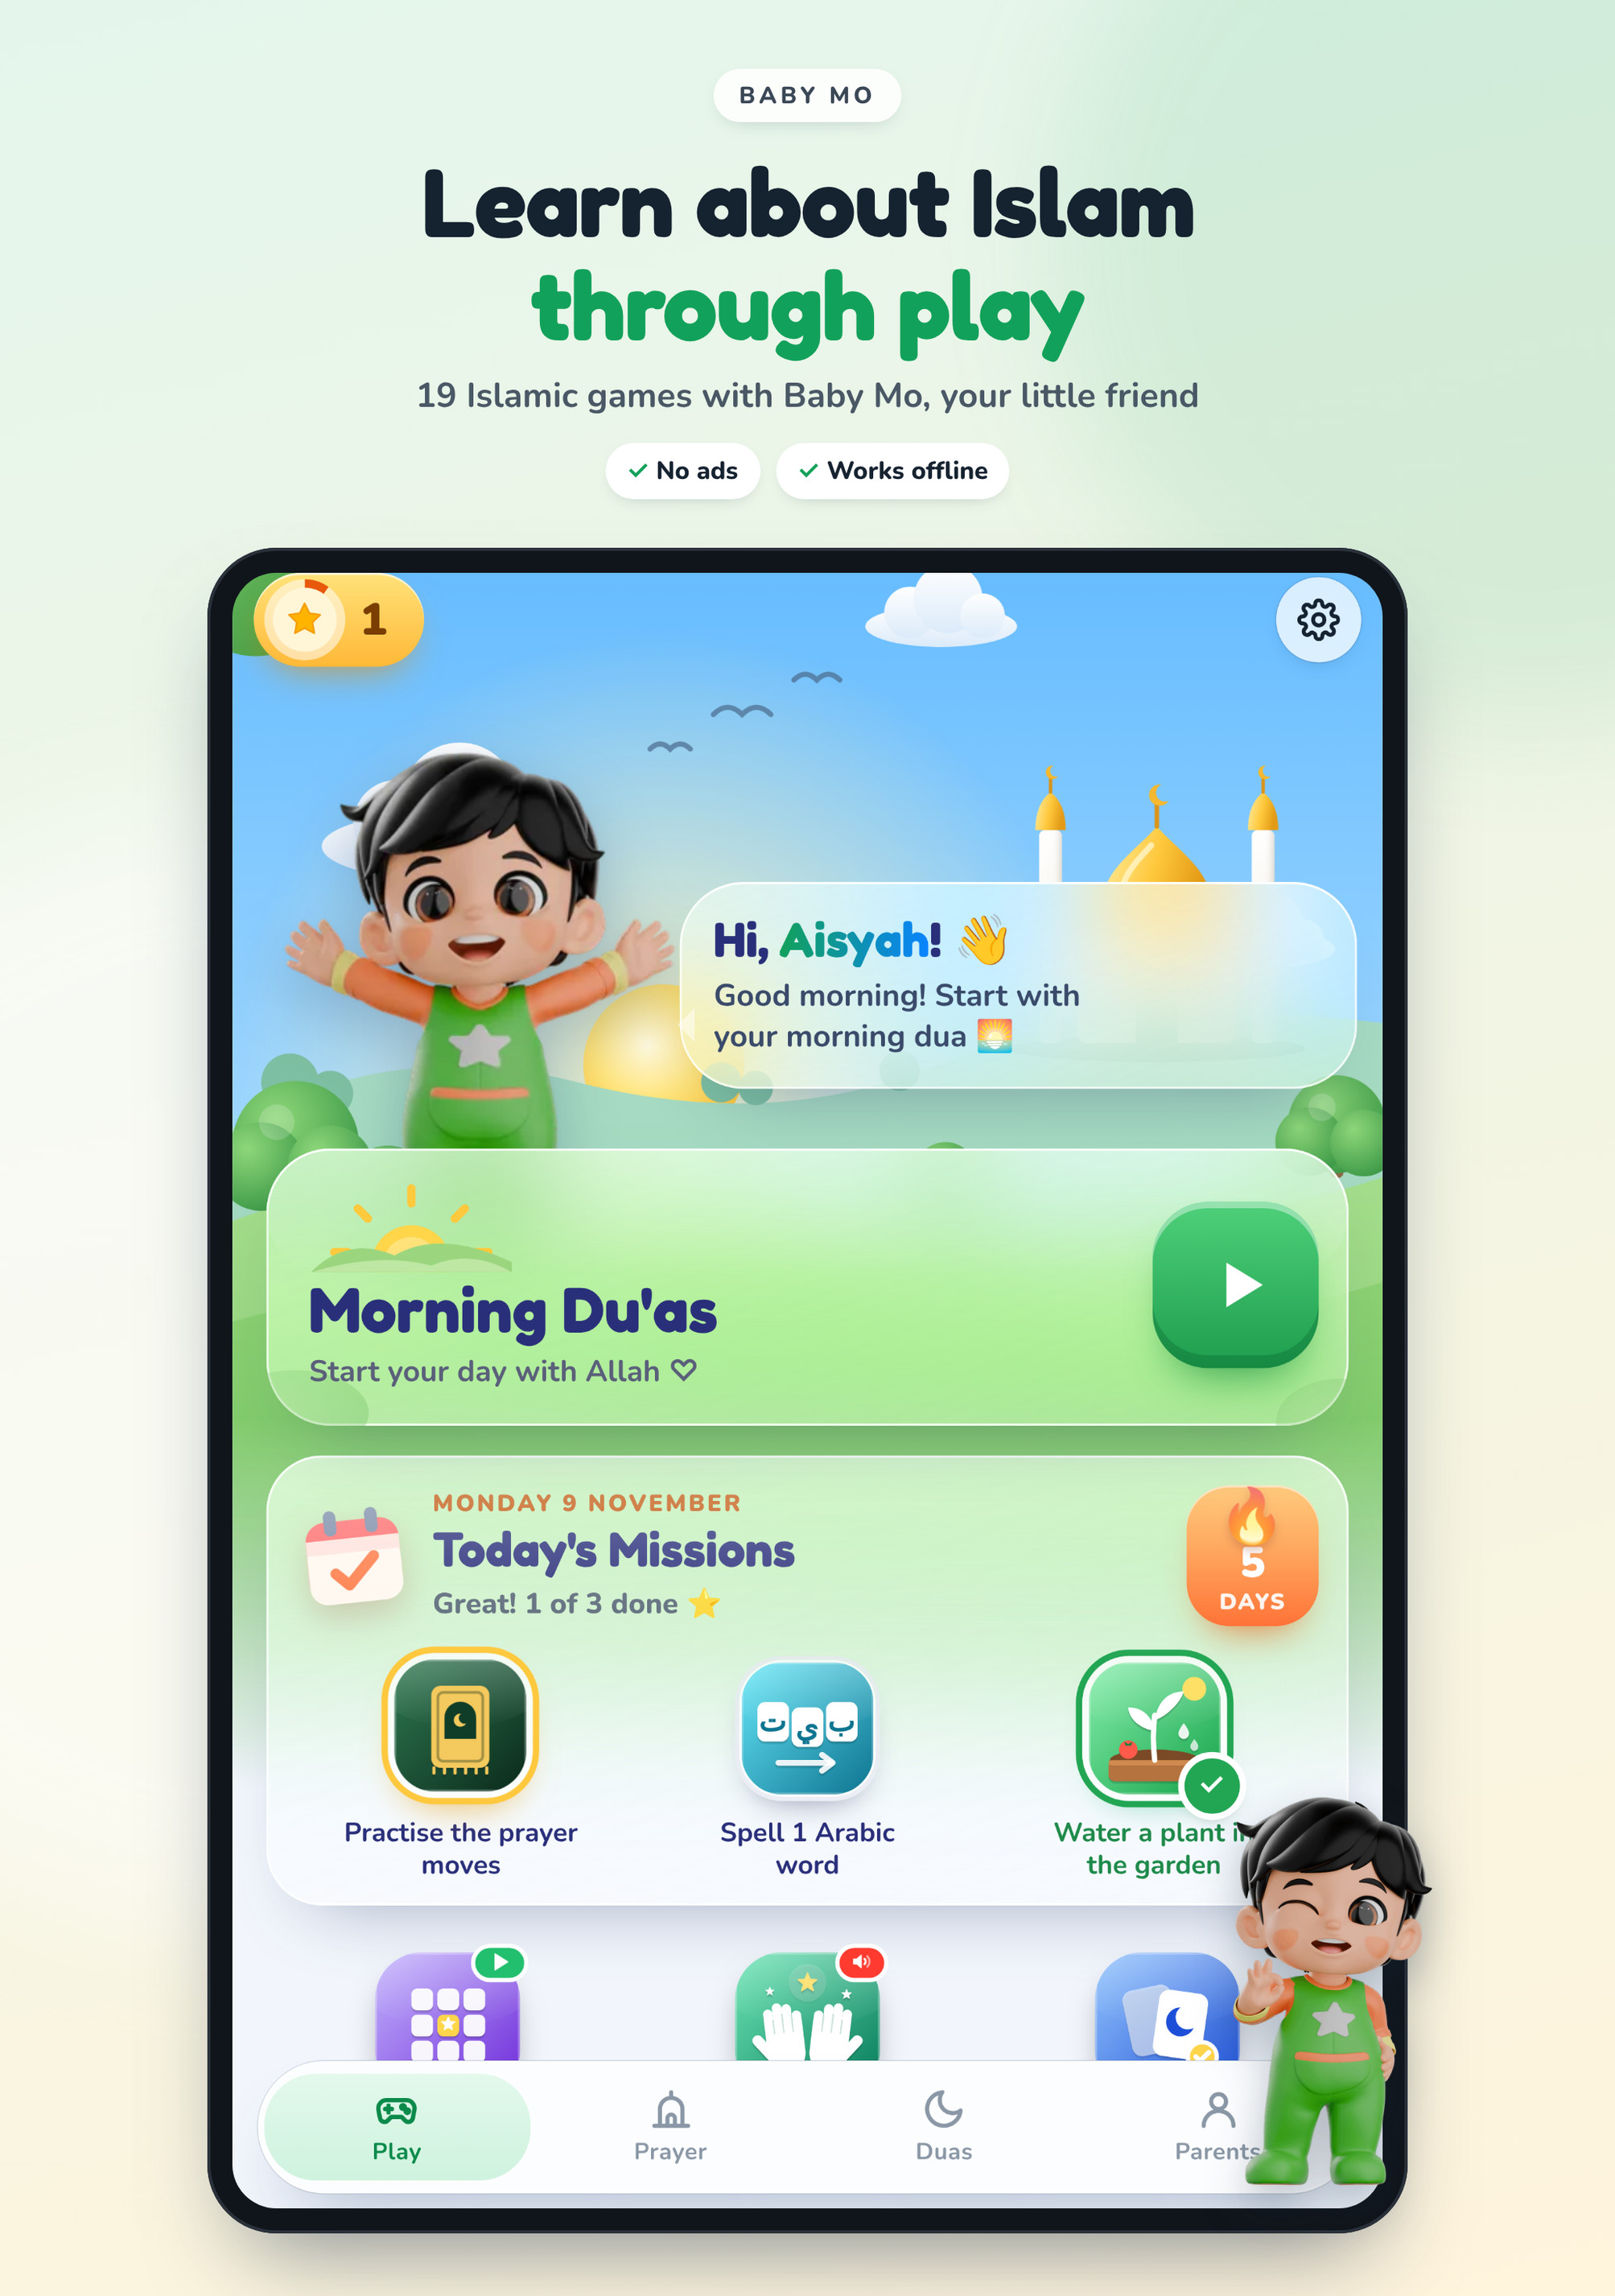 BABY MO
Learn about Islam
through play
19 Islamic games with Baby Mo, your little friend
✓ No ads
✓ Works offline
1
Hi, Aisyah! 👋
Good morning! Start with
your morning dua 🌅
Morning Du'as
Start your day with Allah ♡
MONDAY 9 NOVEMBER
Today's Missions
Great! 1 of 3 done ⭐
5
DAYS
ت ي ب
Practise the prayer
moves
Spell 1 Arabic
word
Water a plant
the garden
Play
Prayer
Duas
Parents